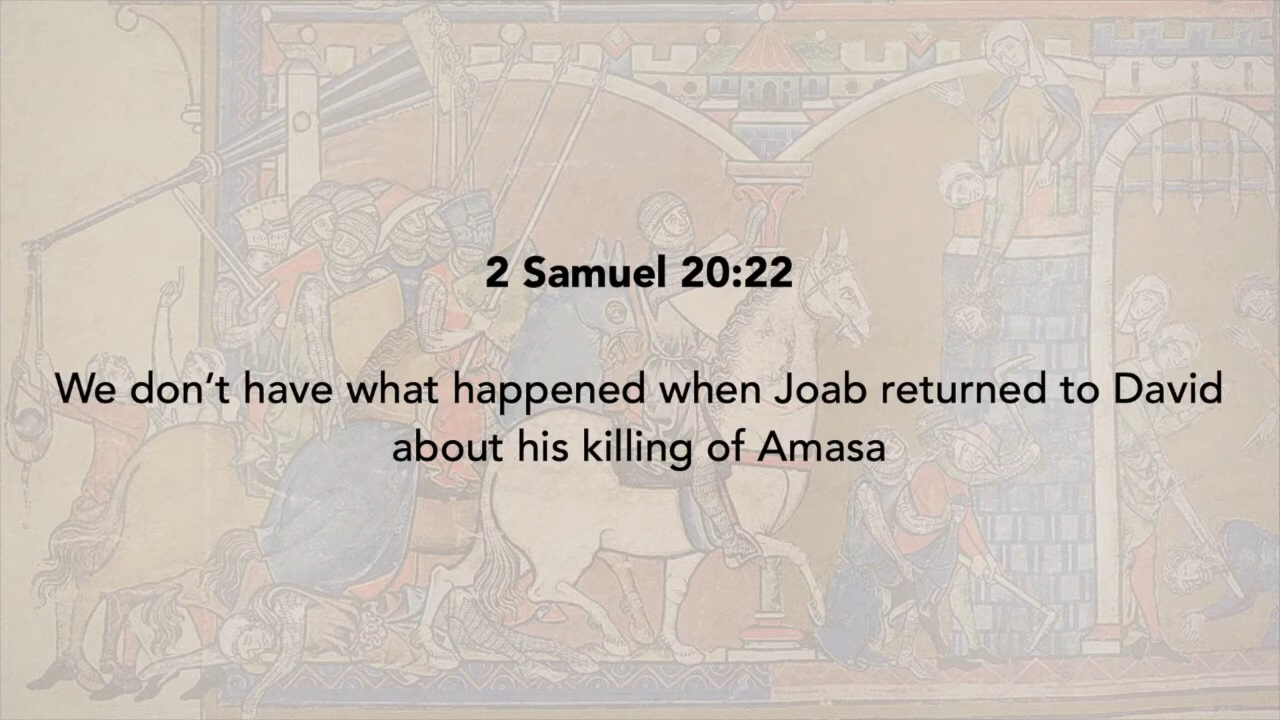 2 Samuel 20:22
We don’t have what happened when Joab returned to David
about his killing of Amasa